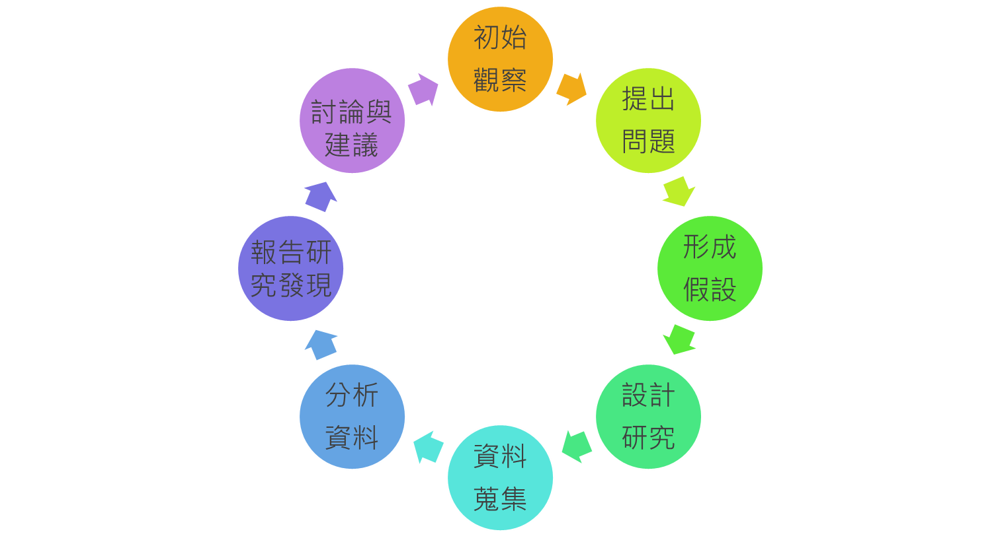 初始
觀察
提出
問題
形成
假設
設計
研究
資料
蒐集
分析
資料
報告研
究發現
討論與
建議